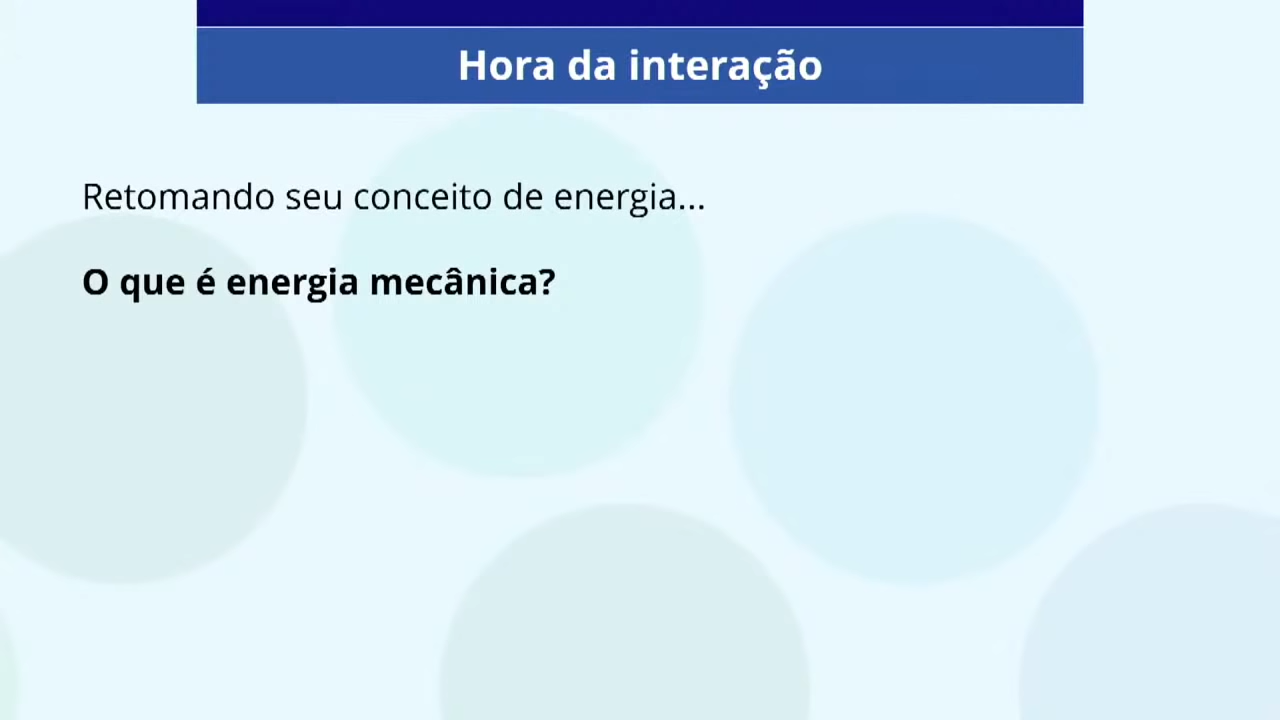 Hora da interação
Retomando seu conceito de energia...
O que é energia mecânica?